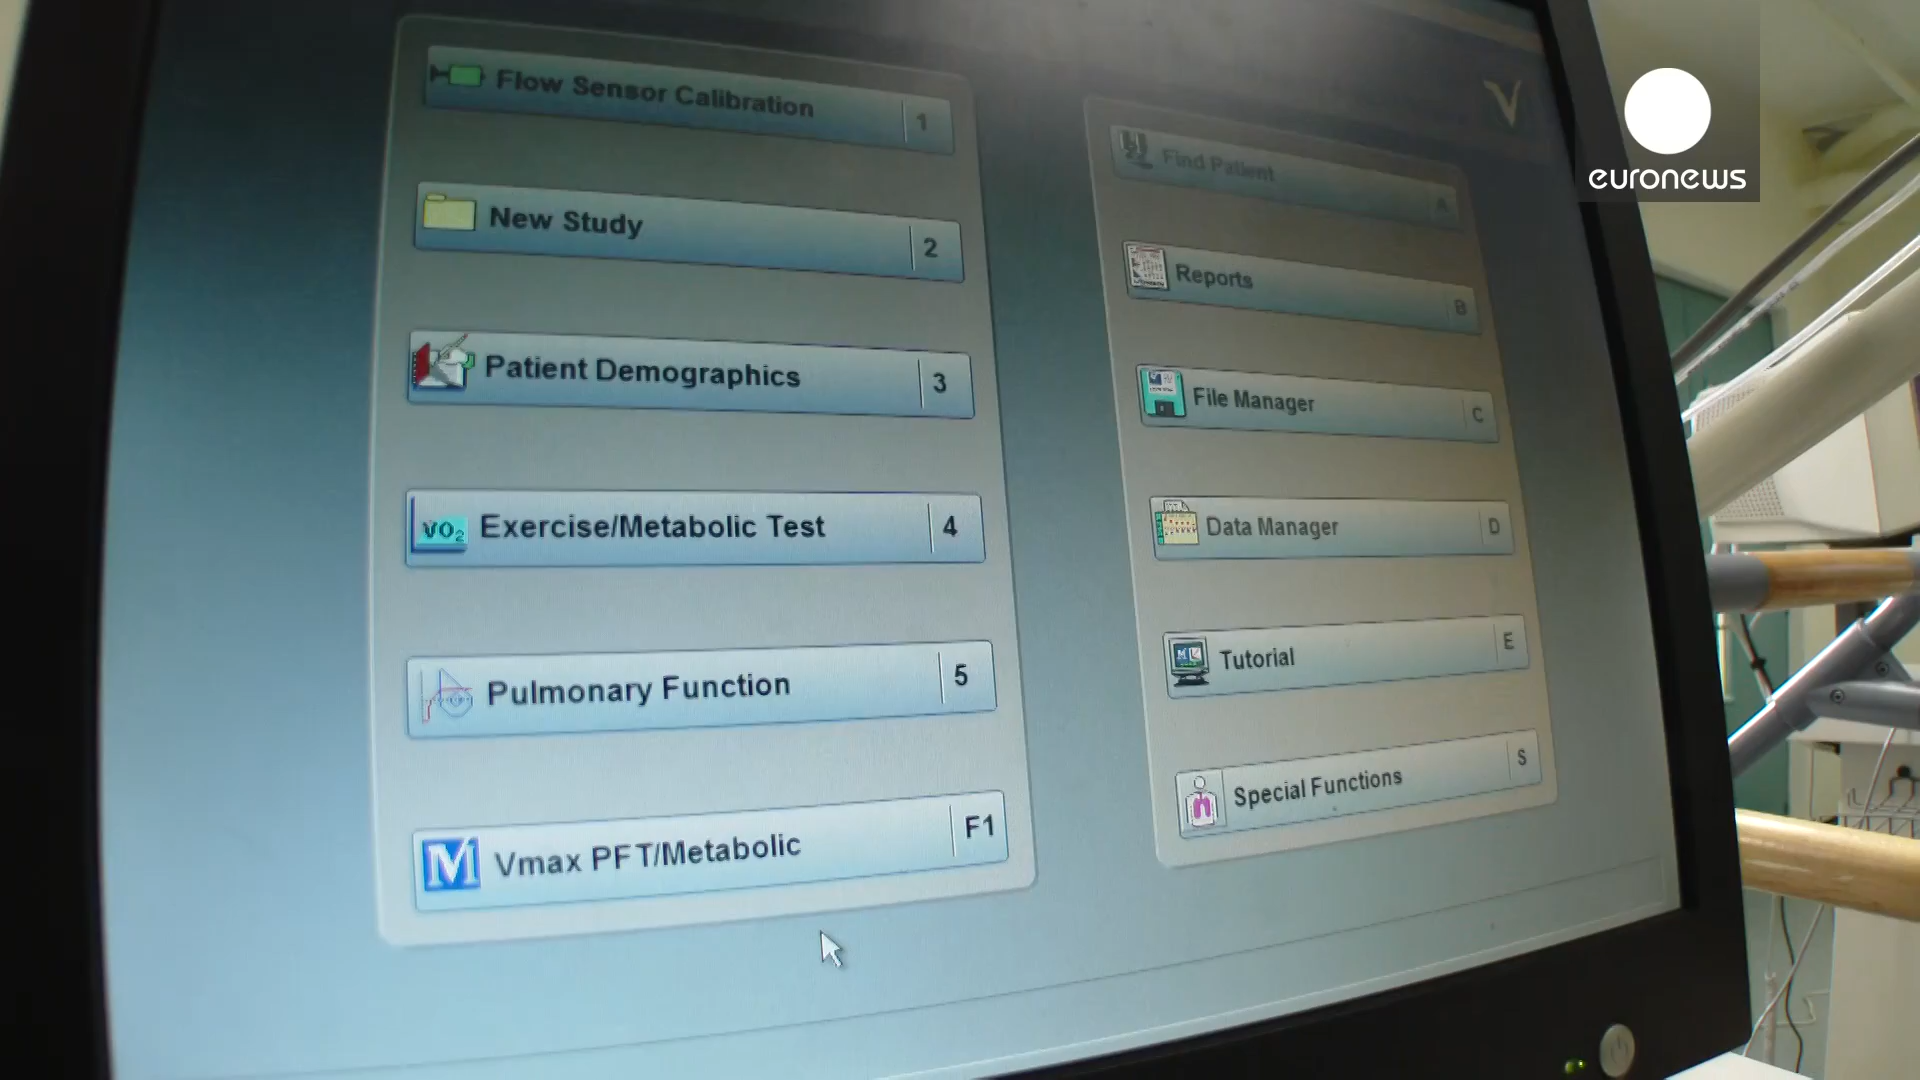 Flow Sensor Calibration 1
New Study 2
Patient Demographics 3
VO2 Exercise/Metabolic Test 4
Pulmonary Function 5
M Vmax PFT/Metabolic F1
V
Find Patient A
Reports B
File Manager C
Data Manager D
Tutorial E
Special Functions S
euronews